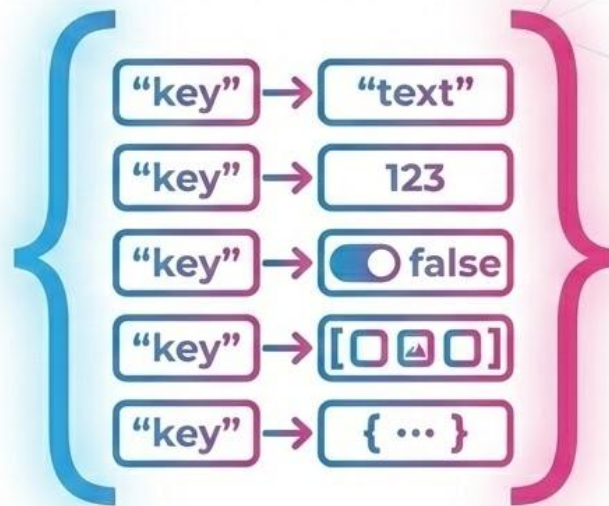 { }
“key” → “text”
“key” → 123
“key” → false
“key” → [ ]
“key” → { ... }